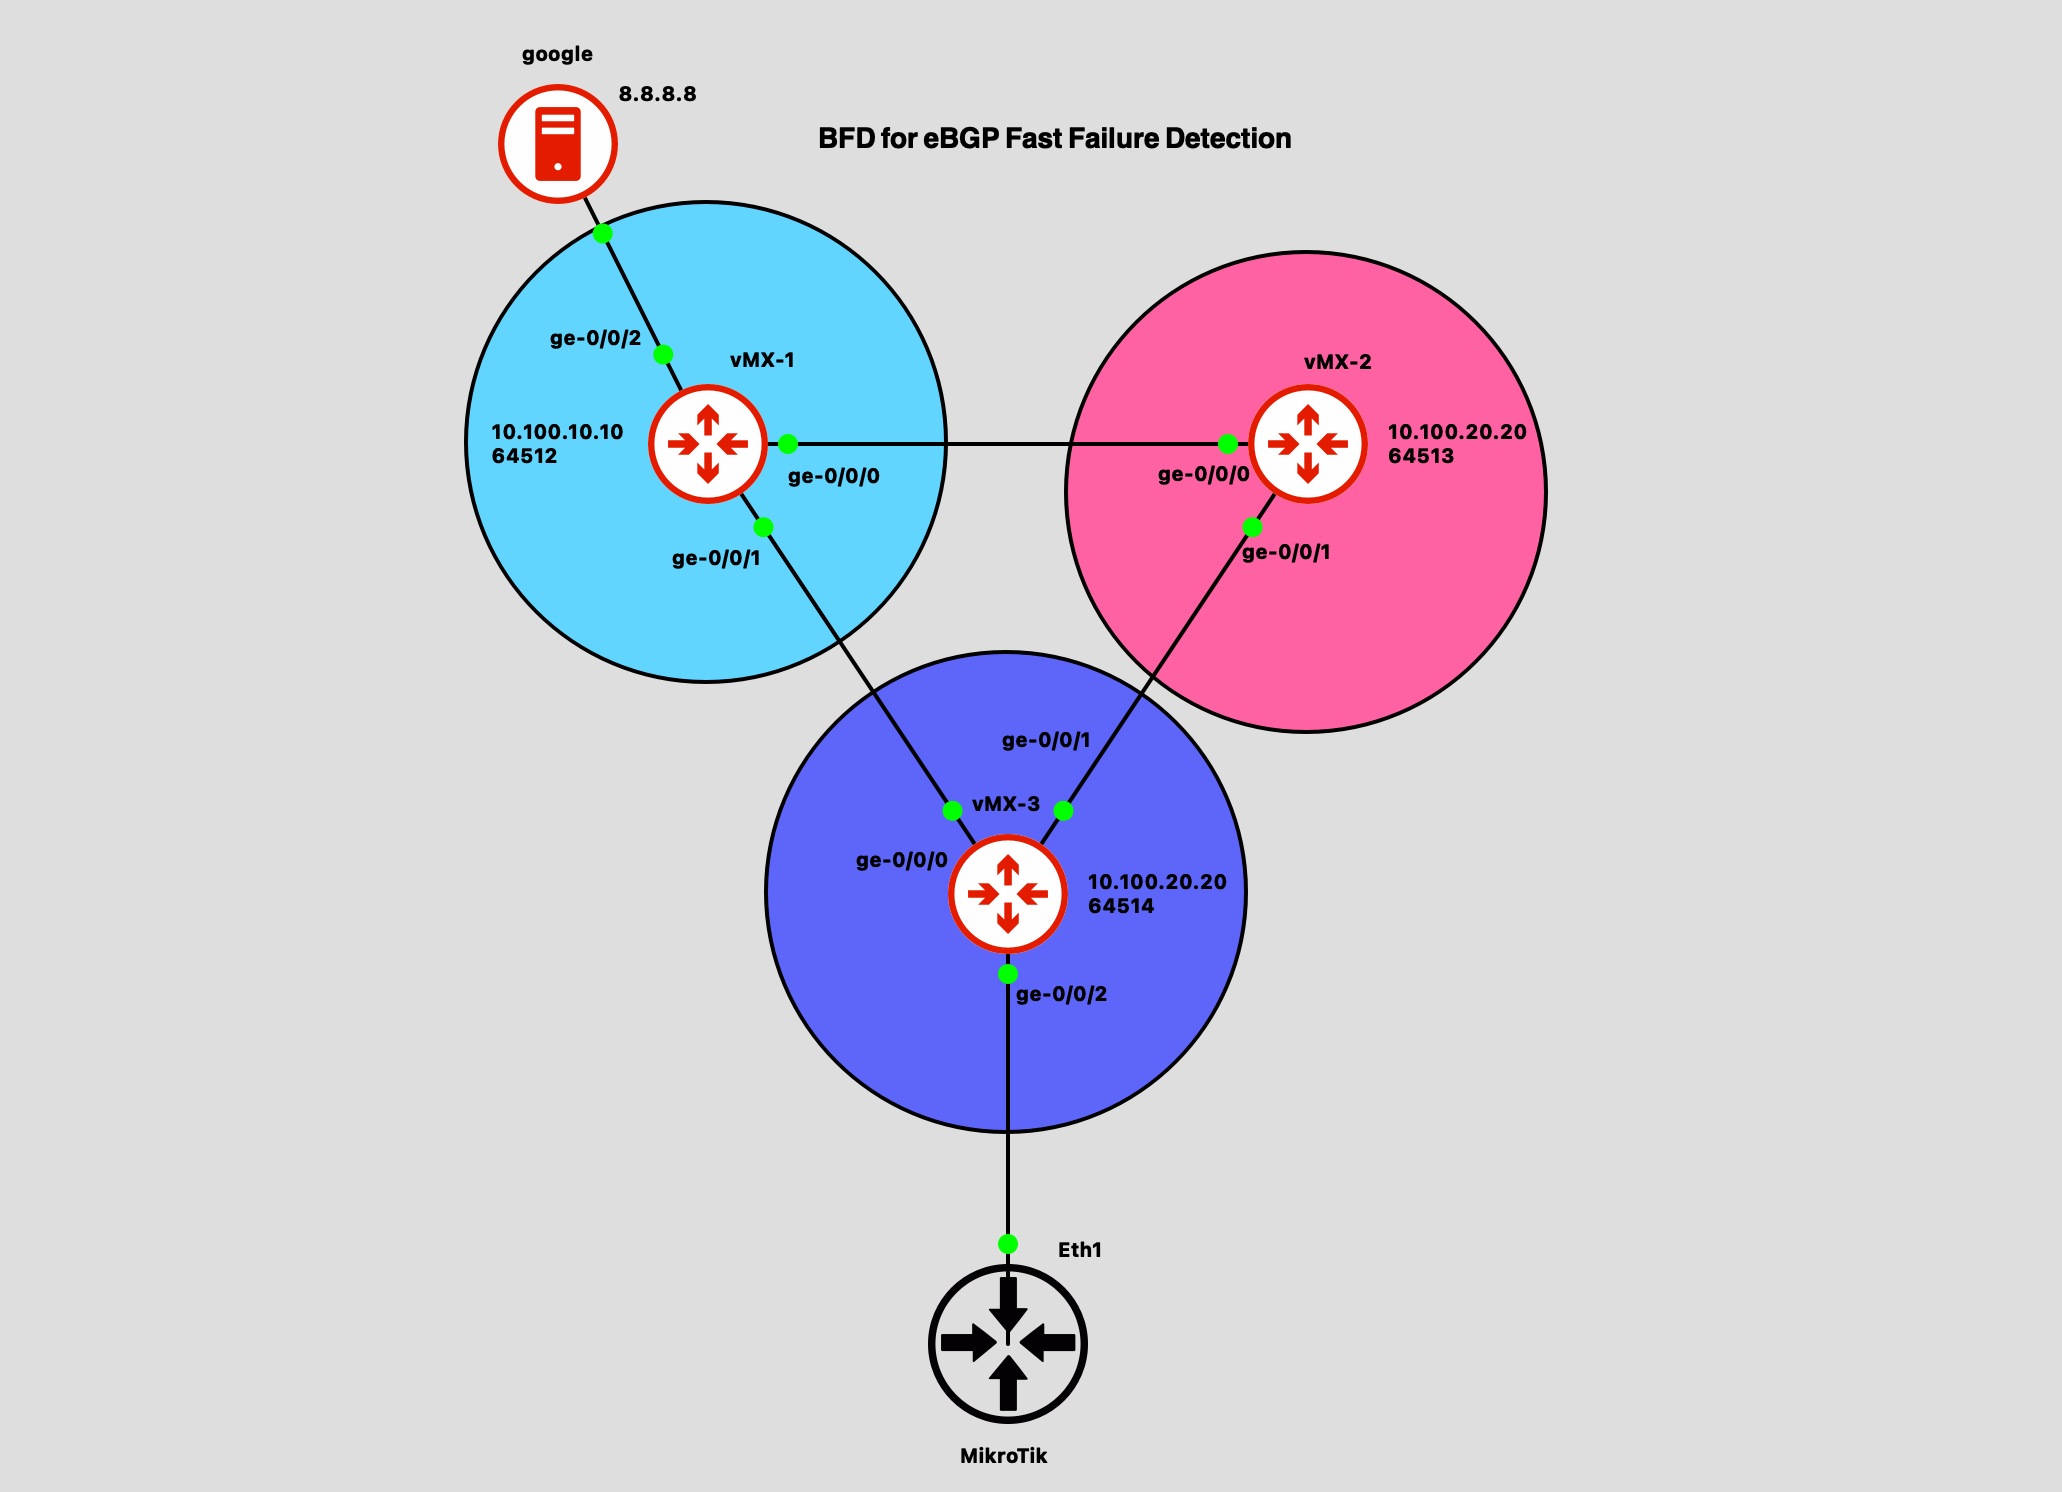 google
8.8.8.8
BFD for eBGP Fast Failure Detection
ge-0/0/2
vMX-1
vMX-2
10.100.10.10
64512
10.100.20.20
64513
ge-0/0/0
ge-0/0/0
ge-0/0/1
ge-0/0/1
ge-0/0/1
vMX-3
ge-0/0/0
10.100.20.20
64514
ge-0/0/2
Eth1
MikroTik